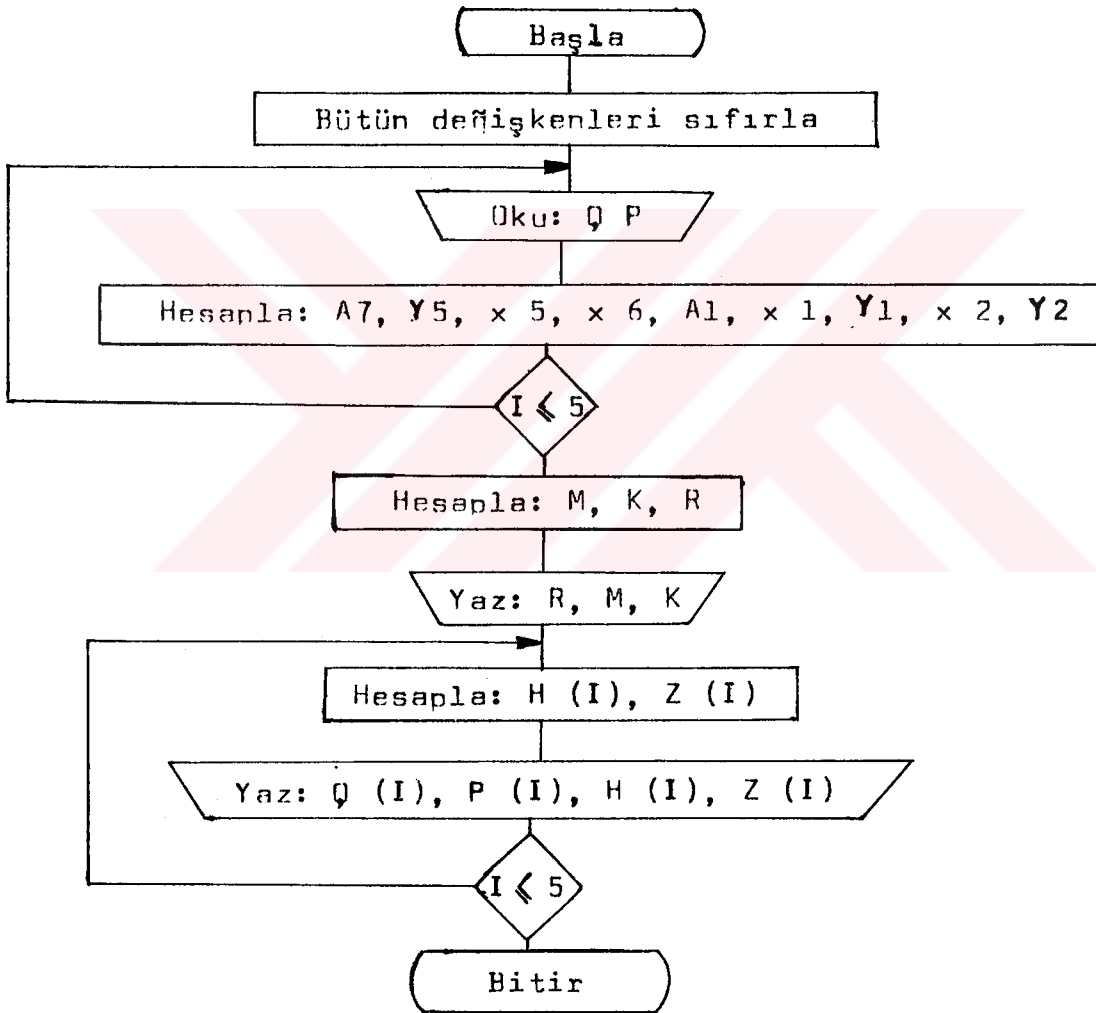 Başla
Bütün değişkenleri sıfırla
Oku: Q P
Hesapla: A7, Y5, x 5, x 6, A1, x 1, Y1, x 2, Y2
I ⩽ 5
Hesapla: M, K, R
Yaz: R, M, K
Hesapla: H (I), Z (I)
Yaz: Q (I), P (I), H (I), Z (I)
I ⩽ 5
Bitir